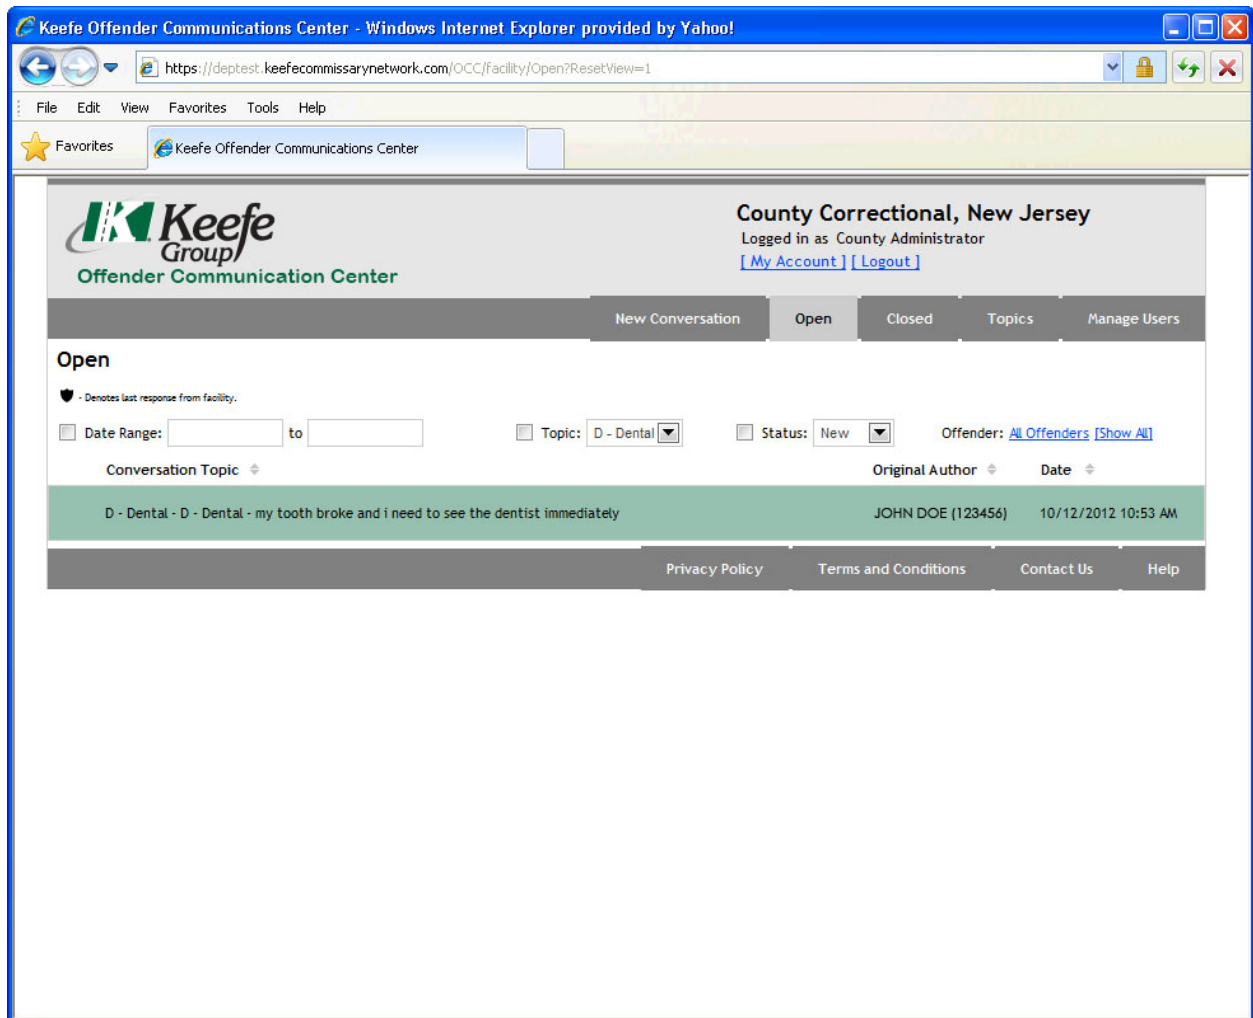 Keefe Offender Communications Center - Windows Internet Explorer provided by Yahoo!
https://deptest.keefecommissarynetwork.com/OCC/facility/Open?ResetView=1
File Edit View Favorites Tools Help
Favorites Keefe Offender Communications Center
K Keefe
Group
Offender Communication Center
County Correctional, New Jersey
Logged in as County Administrator
[ My Account ] [ Logout ]
New Conversation Open Closed Topics Manage Users
Open
- Denotes last response from facility.
Date Range: to Topic: D - Dental Status: New Offender: All Offenders [Show All]
Conversation Topic Original Author Date
D - Dental - D - Dental - my tooth broke and i need to see the dentist immediately JOHN DOE (123456) 10/12/2012 10:53 AM
Privacy Policy Terms and Conditions Contact Us Help